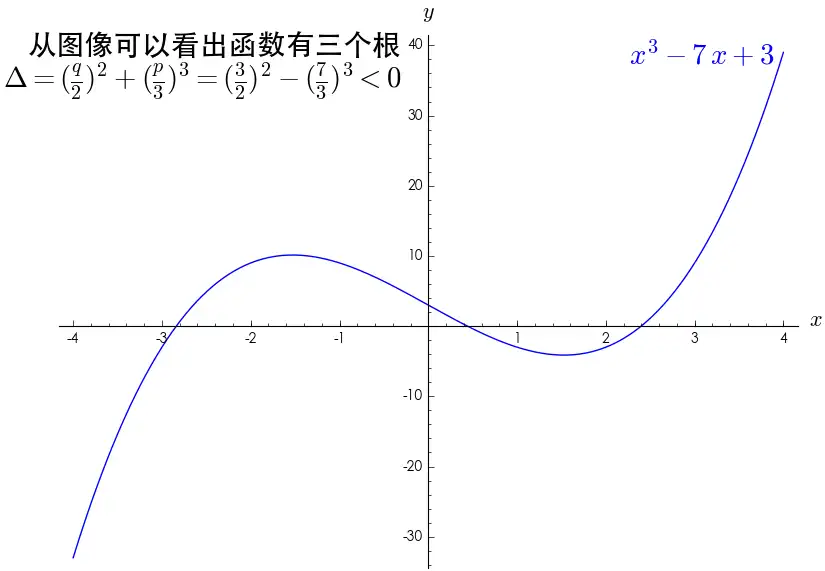 y
从图像可以看出函数有三个根
Δ = (q/2)² + (p/3)³ = (3/2)² − (7/3)³ < 0
x³ − 7x + 3
40
30
20
10
-4 -3 -2 -1 1 2 3 4 x
-10
-20
-30